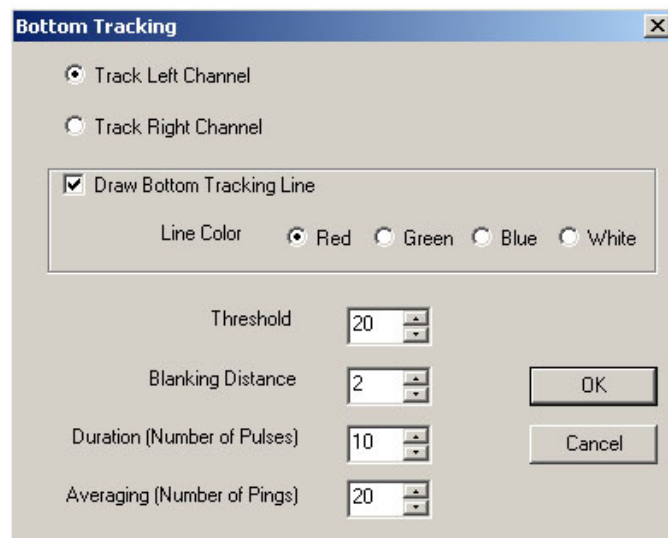 Bottom Tracking
Track Left Channel
Track Right Channel
Draw Bottom Tracking Line
Line Color Red Green Blue White
Threshold 20
Blanking Distance 2 OK
Duration (Number of Pulses) 10 Cancel
Averaging (Number of Pings) 20